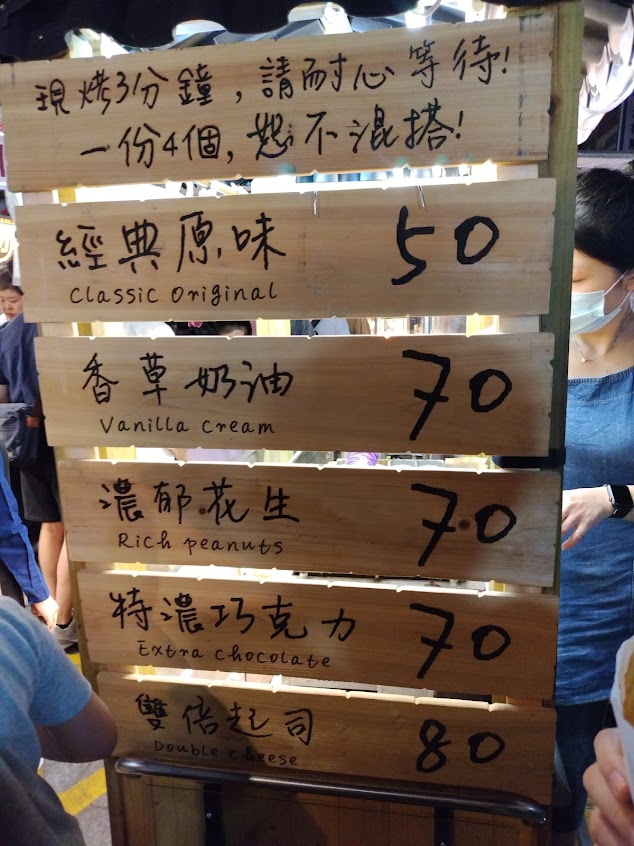 現烤3分鐘,請耐心等待!
一份4個,恕不混搭!
經典原味 50
Classic Original
香草奶油 70
Vanilla cream
濃郁花生 70
Rich peanuts
特濃巧克力 70
Extra chocolate
雙倍起司 80
Double cheese